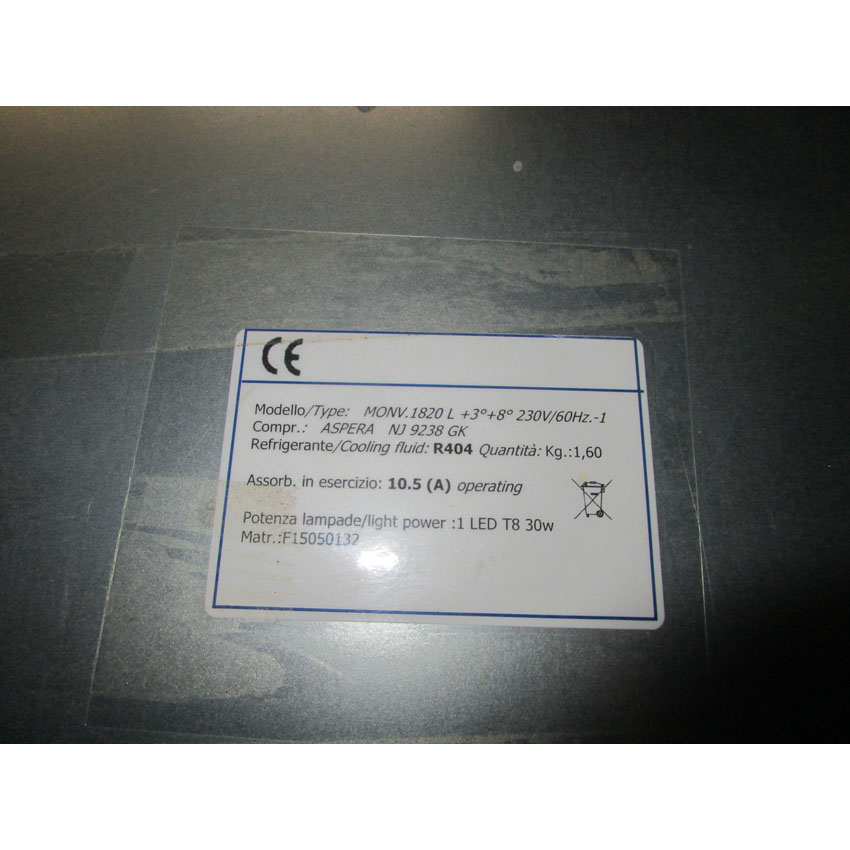 CE
Modello/Type: MONV.1820 L +3°+8° 230V/60Hz.-1
Compr.: ASPERA NJ 9238 GK
Refrigerante/Cooling fluid: R404 Quantità: Kg.:1,60
Assorb. in esercizio: 10.5 (A) operating
Potenza lampade/light power :1 LED T8 30w
Matr.:F15050132